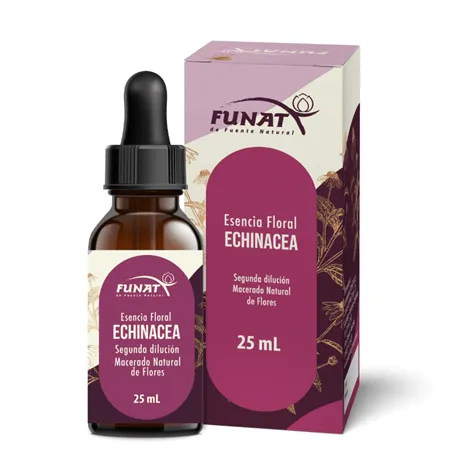 FUNAT
FUNAT
de Fuente Natural
Esencia Floral
ECHINACEA
Segunda dilución
Macerado Natural
de Flores
25 mL
FUNAT
de Fuente Natural
Esencia Floral
ECHINACEA
Segunda dilución
Macerado Natural
de Flores
25 mL